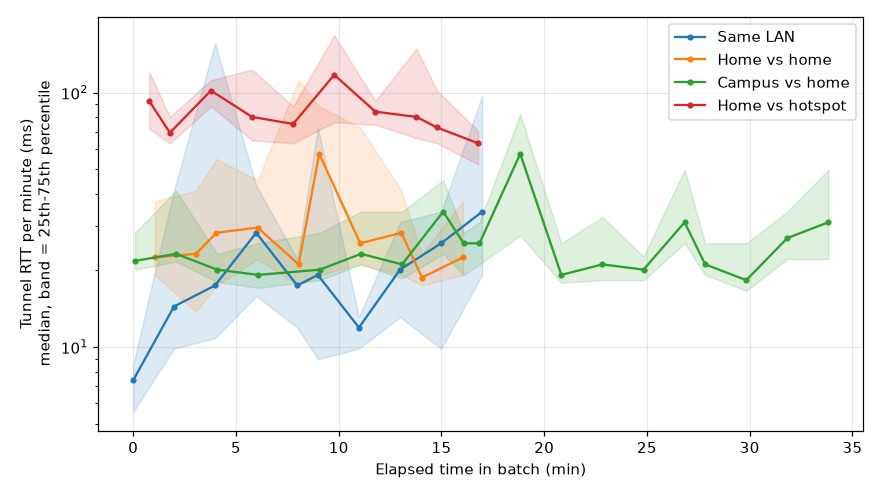 Tunnel RTT per minute (ms)
median, band = 25th-75th percentile
10²
10¹
Same LAN
Home vs home
Campus vs home
Home vs hotspot
0 5 10 15 20 25 30 35
Elapsed time in batch (min)